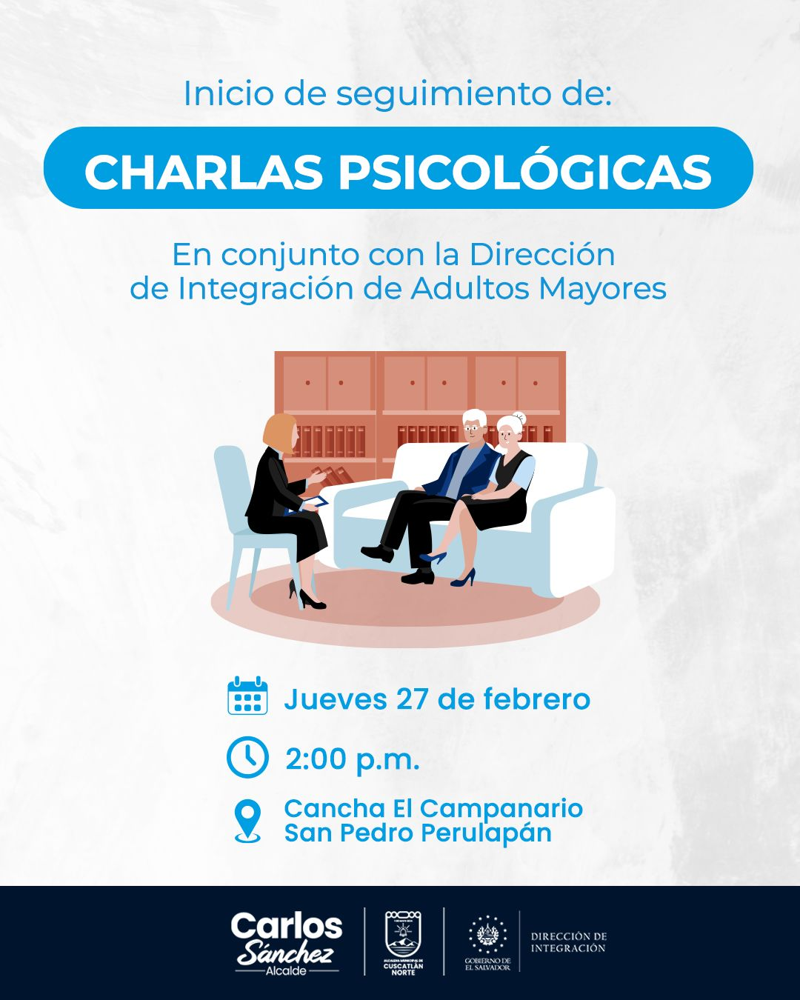 Inicio de seguimiento de:
CHARLAS PSICOLÓGICAS
En conjunto con la Dirección
de Integración de Adultos Mayores
Jueves 27 de febrero
2:00 p.m.
Cancha El Campanario
San Pedro Perulapán
Carlos
Sánchez
Alcalde
ALCALDÍA MUNICIPAL DE
CUSCATLÁN
NORTE
GOBIERNO DE
EL SALVADOR
DIRECCIÓN DE
INTEGRACIÓN